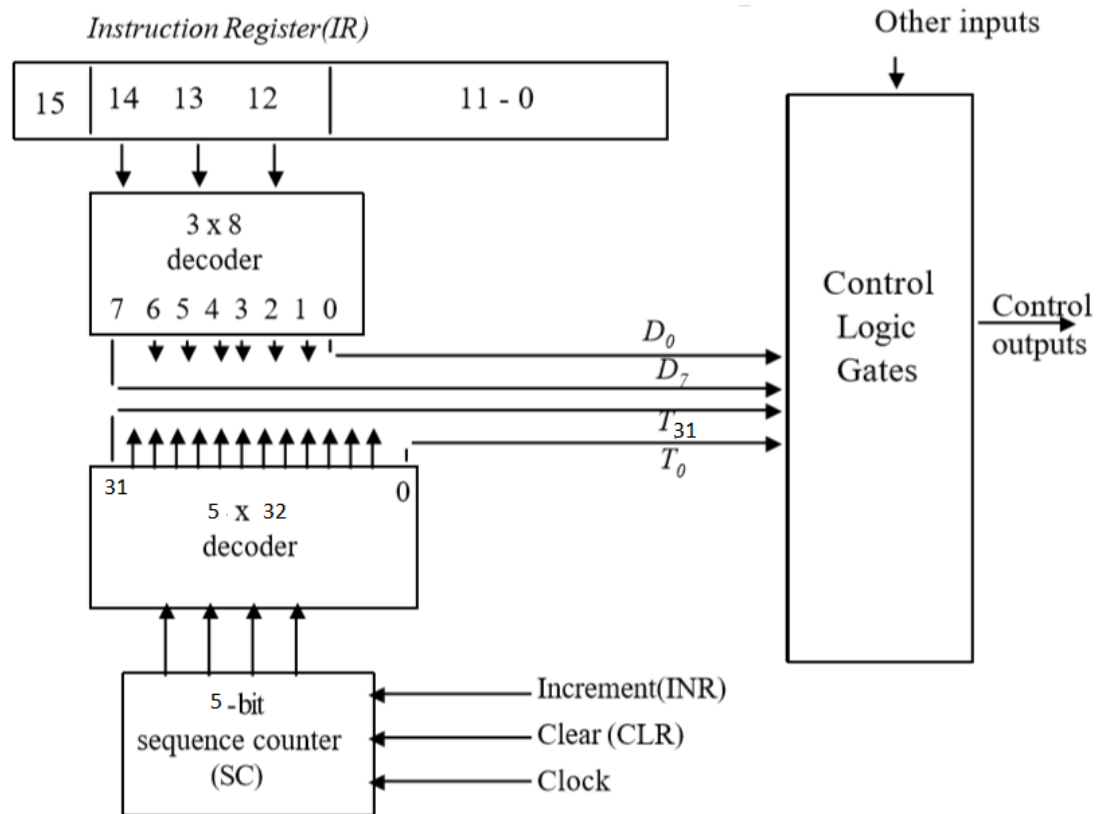 Instruction Register(IR)
Other inputs
15 14 13 12 11 - 0
3 x 8
decoder
7 6 5 4 3 2 1 0
D0
D7
T31
T0
Control
Logic
Gates
Control
outputs
31 0
5 x 32
decoder
5-bit
sequence counter
(SC)
Increment(INR)
Clear (CLR)
Clock